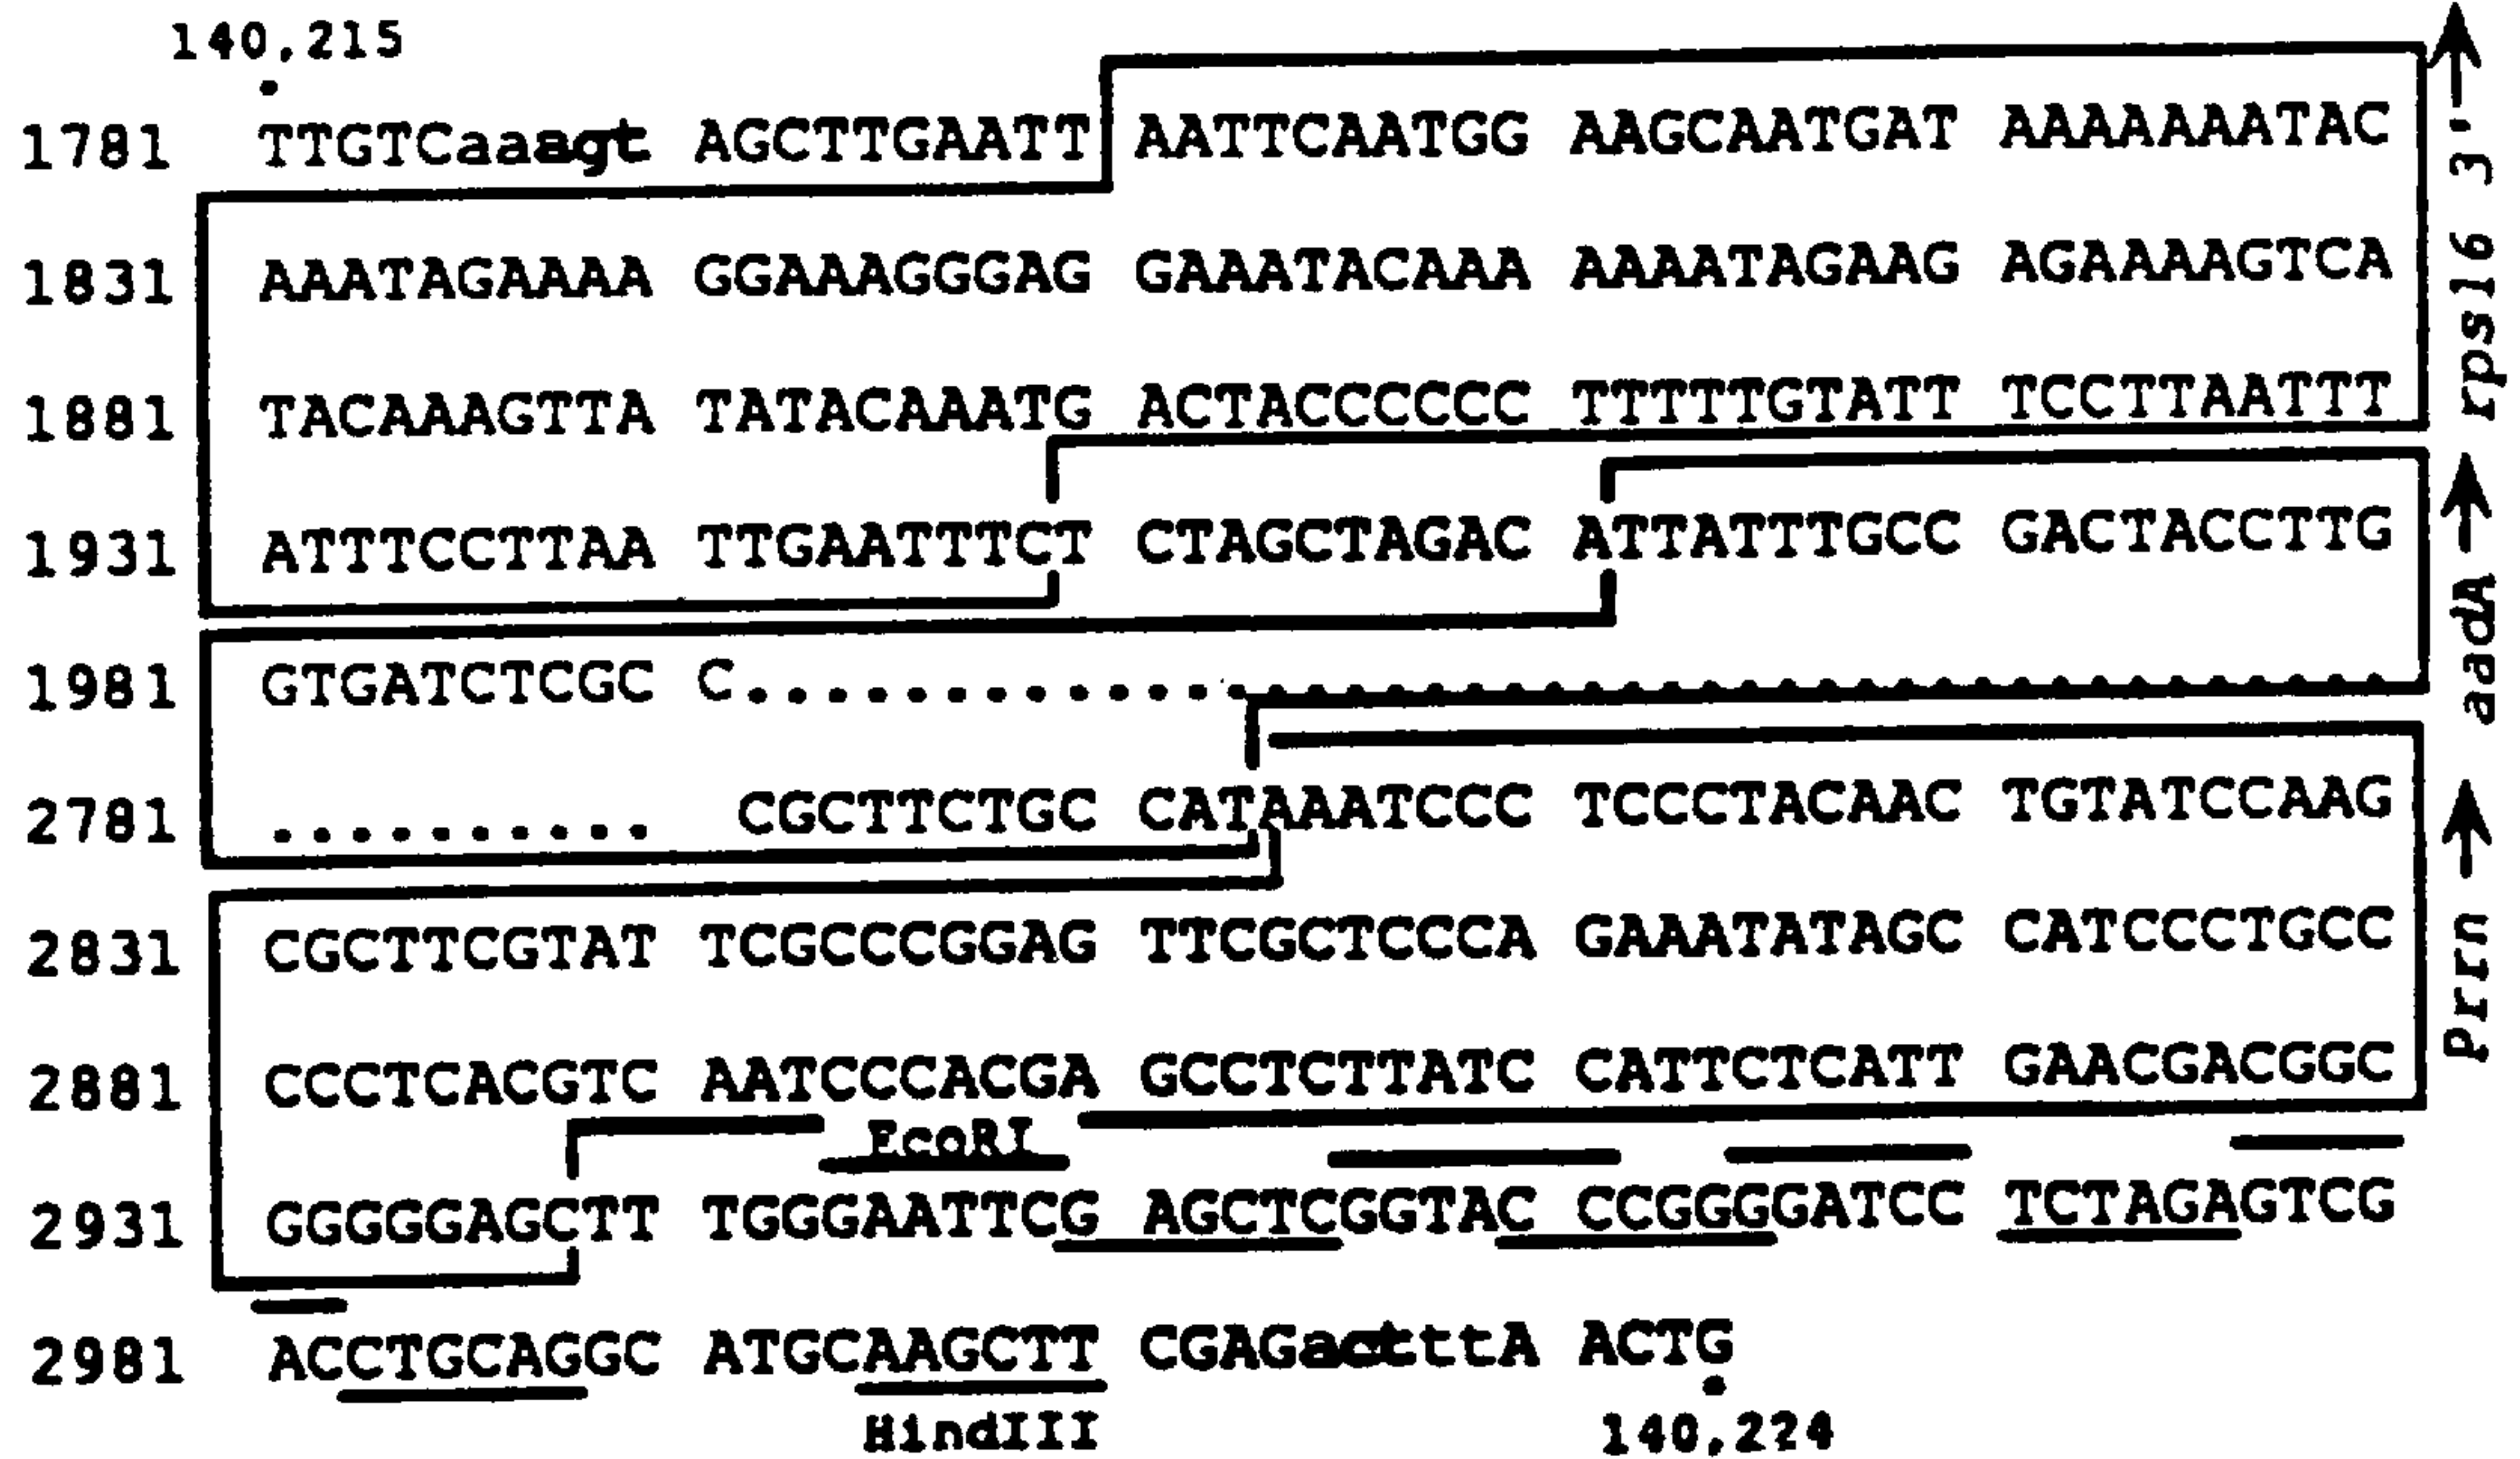 140,215
1781 TTGTCaaagt AGCTTGAATT AATTCAATGG AAGCAATGAT AAAAAAATAC
1831 AAATAGAAAA GGAAAGGGAG GAAATACAAA AAAATAGAAG AGAAAAGTCA
1881 TACAAAGTTA TATACAAATG ACTACCCCCC TTTTTGTATT TCCTTAATTT
rps16 3'
1931 ATTTCCTTAA TTGAATTTCT CTAGCTAGAC ATTATTTGCC GACTACCTTG
1981 GTGATCTCGC C........................................
aadA
2781 .......... CGCTTCTGC CATAAATCCC TCCCTACAAC TGTATCCAAG
2831 CGCTTCGTAT TCGCCCGGAG TTCGCTCCCA GAAATATAGC CATCCCTGCC
2881 CCCTCACGTC AATCCCACGA GCCTCTTATC CATTCTCATT GAACGACGGC
Prrn
EcoRI
2931 GGGGGAGCTT TGGGAATTCG AGCTCGGTAC CCGGGGATCC TCTAGAGTCG
2981 ACCTGCAGGC ATGCAAGCTT CGAGactttA ACTG
HindIII
140,224